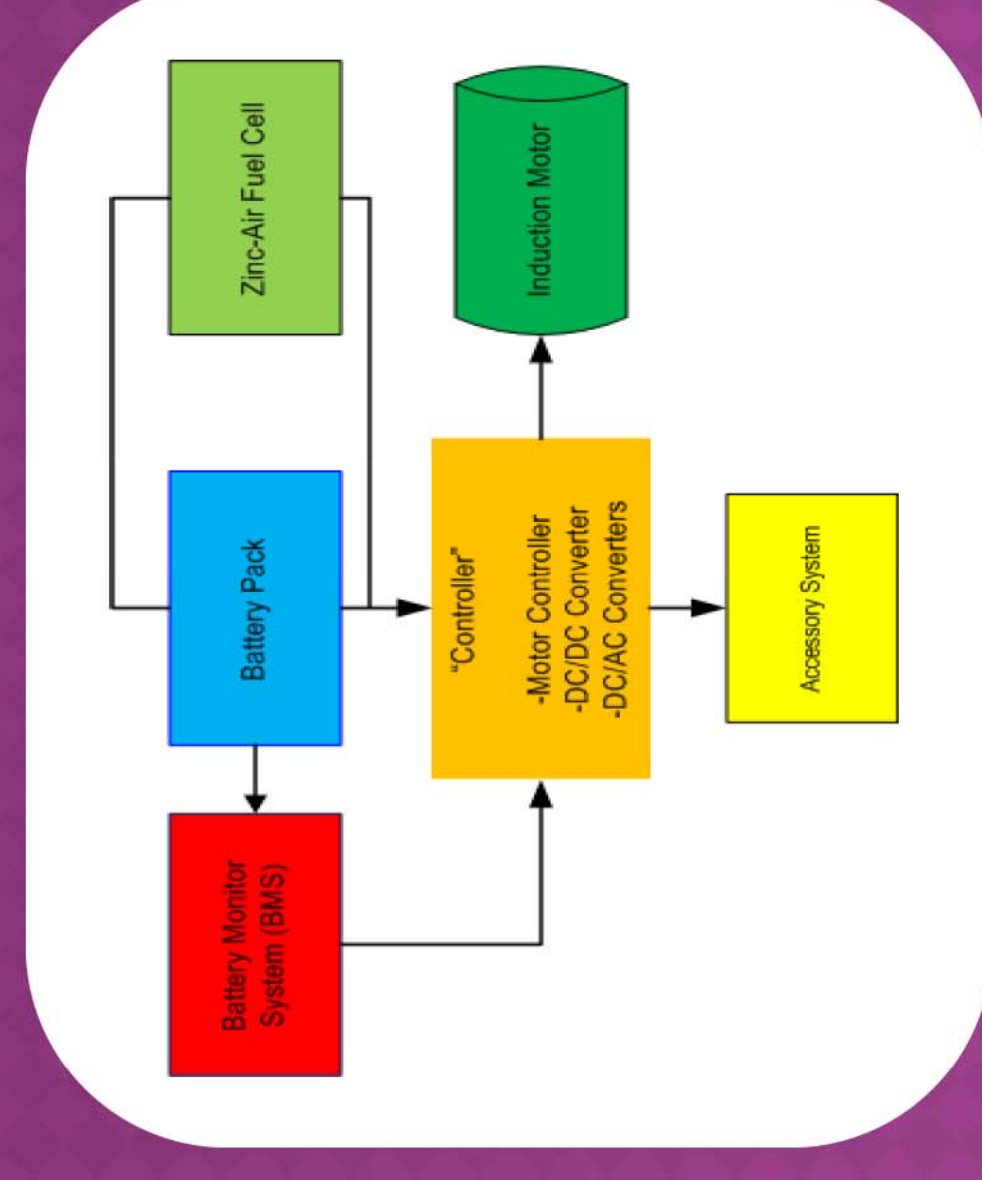 Battery Monitor
System (BMS)
Battery Pack
Zinc-Air Fuel Cell
“Controller”
-Motor Controller
-DC/DC Converter
-DC/AC Converters
Induction Motor
Accessory System